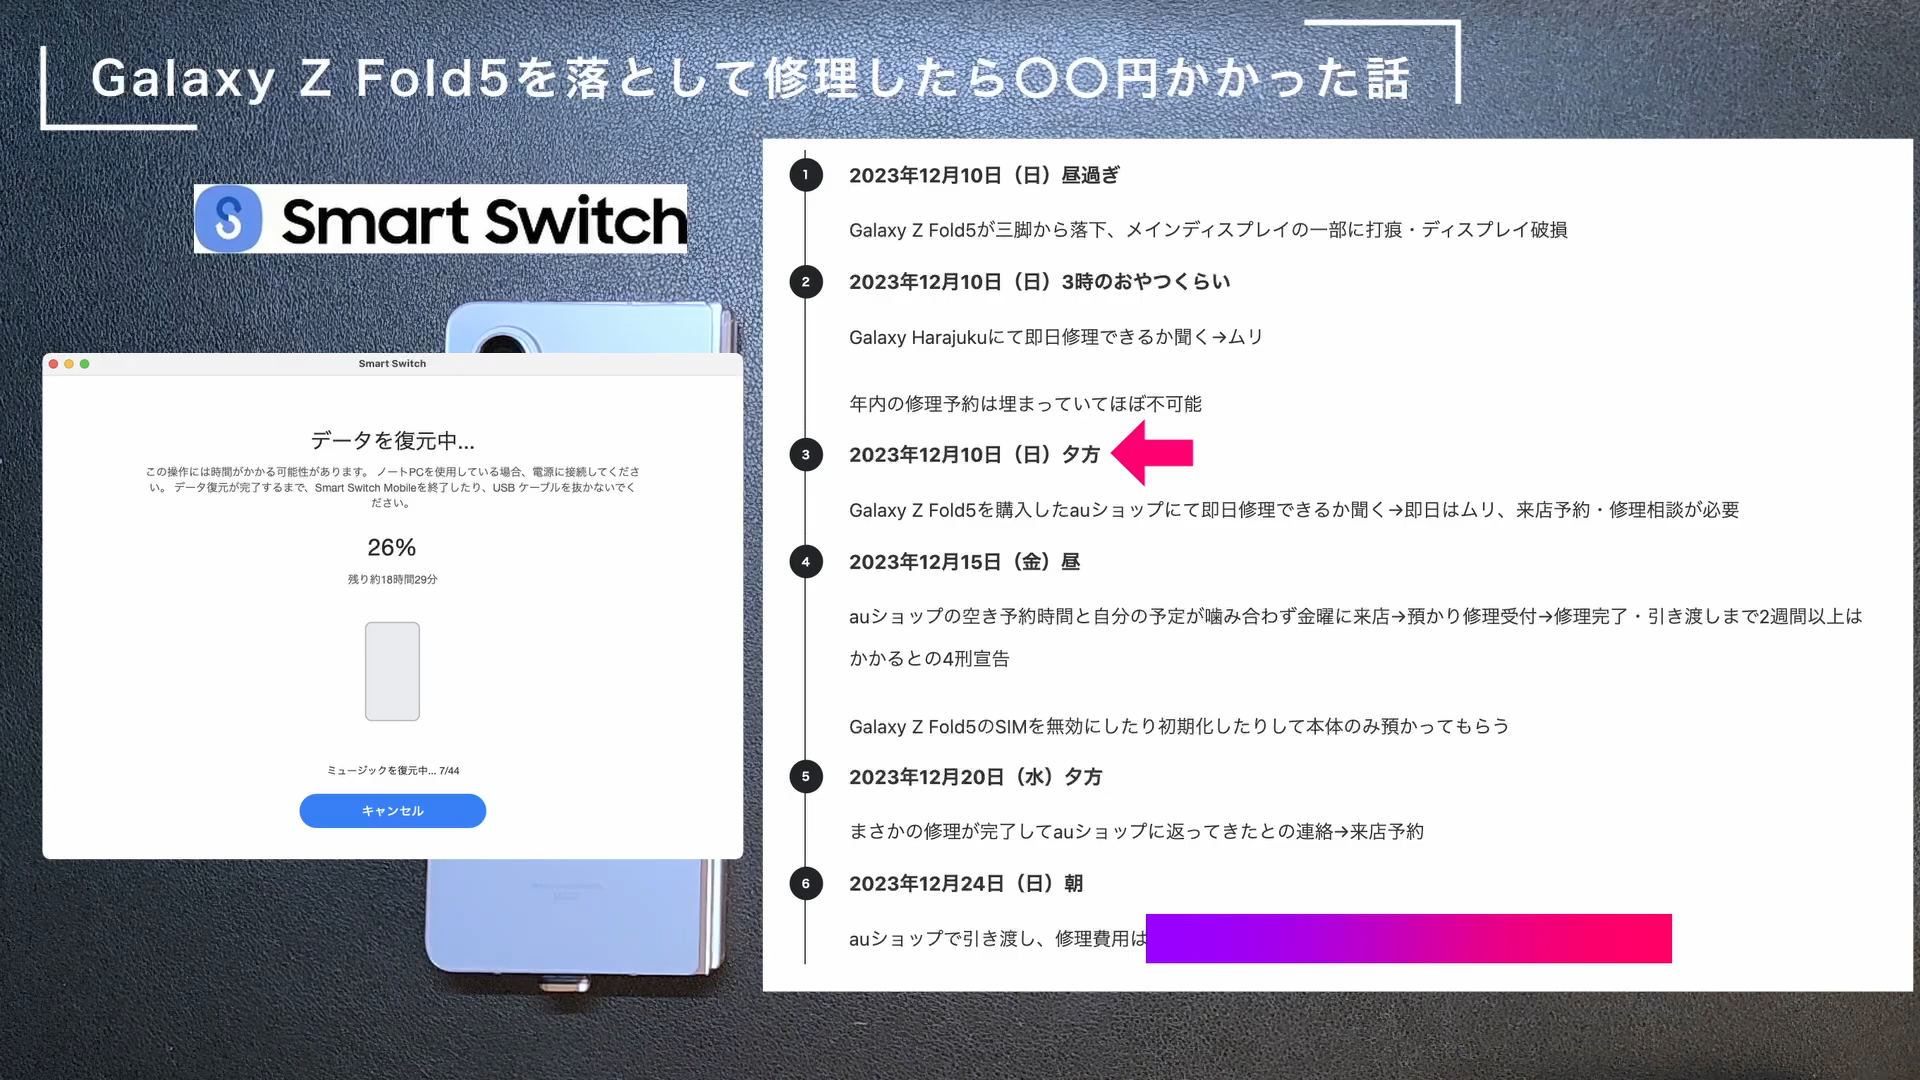 Galaxy Z Fold5を落として修理したら〇〇円かかった話
Smart Switch
Smart Switch
データを復元中...
この操作には時間がかかる可能性があります。 ノートPCを使用している場合、電源に接続してくださ
い。 データ復元が完了するまで、Smart Switch Mobileを終了したり、USB ケーブルを抜かないでく
ださい。
26%
残り約18時間29分
ミュージックを復元中... 7/44
キャンセル
1 2023年12月10日（日）昼過ぎ
Galaxy Z Fold5が三脚から落下、メインディスプレイの一部に打痕・ディスプレイ破損
2 2023年12月10日（日）3時のおやつくらい
Galaxy Harajukuにて即日修理できるか聞く→ムリ
年内の修理予約は埋まっていてほぼ不可能
3 2023年12月10日（日）夕方
Galaxy Z Fold5を購入したauショップにて即日修理できるか聞く→即日はムリ、来店予約・修理相談が必要
4 2023年12月15日（金）昼
auショップの空き予約時間と自分の予定が噛み合わず金曜に来店→預かり修理受付→修理完了・引き渡しまで2週間以上は
かかるとの4刑宣告
Galaxy Z Fold5のSIMを無効にしたり初期化したりして本体のみ預かってもらう
5 2023年12月20日（水）夕方
まさかの修理が完了してauショップに返ってきたとの連絡→来店予約
6 2023年12月24日（日）朝
auショップで引き渡し、修理費用は